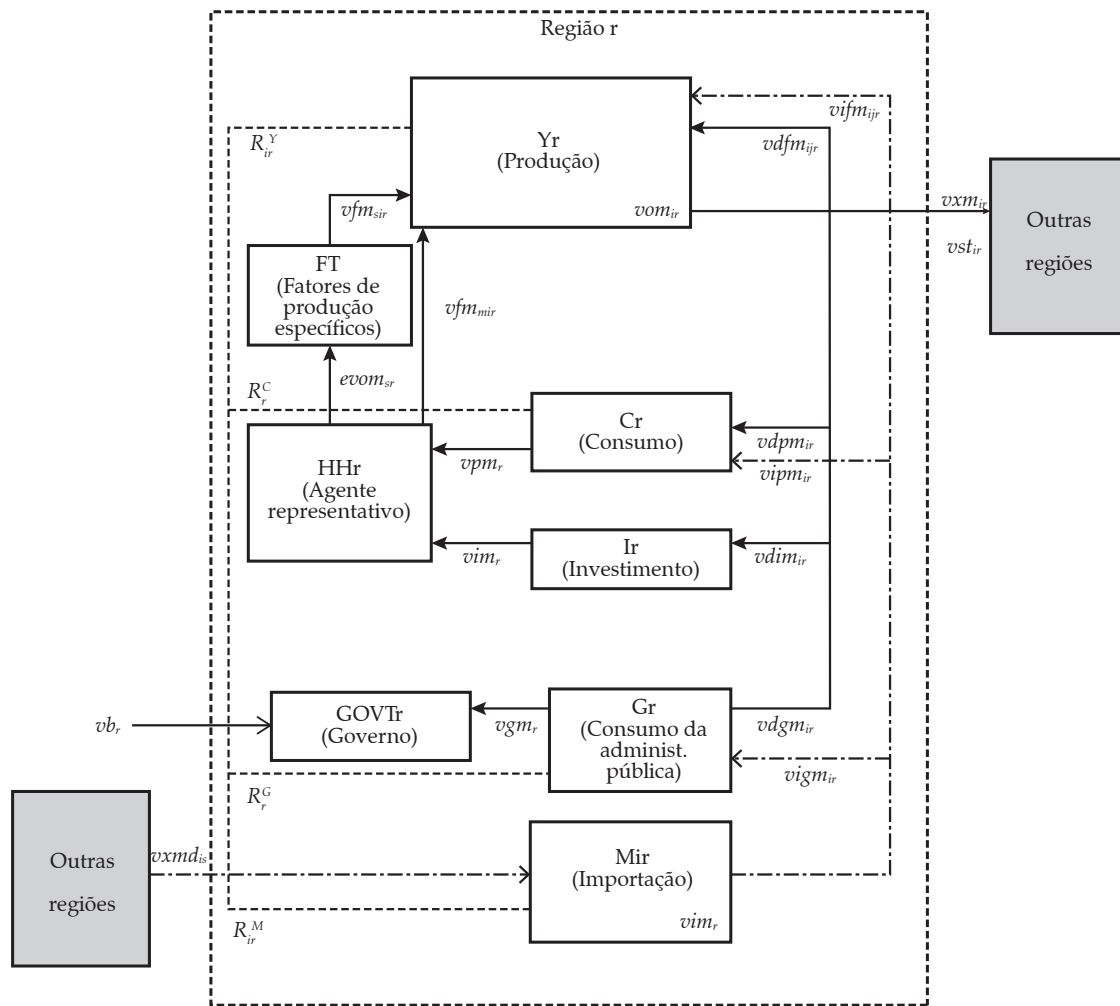 Região r
Yr
(Produção)
vifm_ijr
vdfm_ijr
R_ir^Y
vfm_sir
vom_ir
vxm_ir
vst_ir
Outras
regiões
FT
(Fatores de
produção
específicos)
vfm_mir
evom_sr
R_r^C
Cr
(Consumo)
vdpm_ir
vipm_ir
vpm_r
HHr
(Agente
representativo)
Ir
(Investimento)
vim_r
vdim_ir
GOVTr
(Governo)
vb_r
vgm_r
Gr
(Consumo da
administ.
pública)
vdgm_ir
vigm_ir
R_r^G
Outras
regiões
vxmd_is
Mir
(Importação)
vim_r
R_ir^M